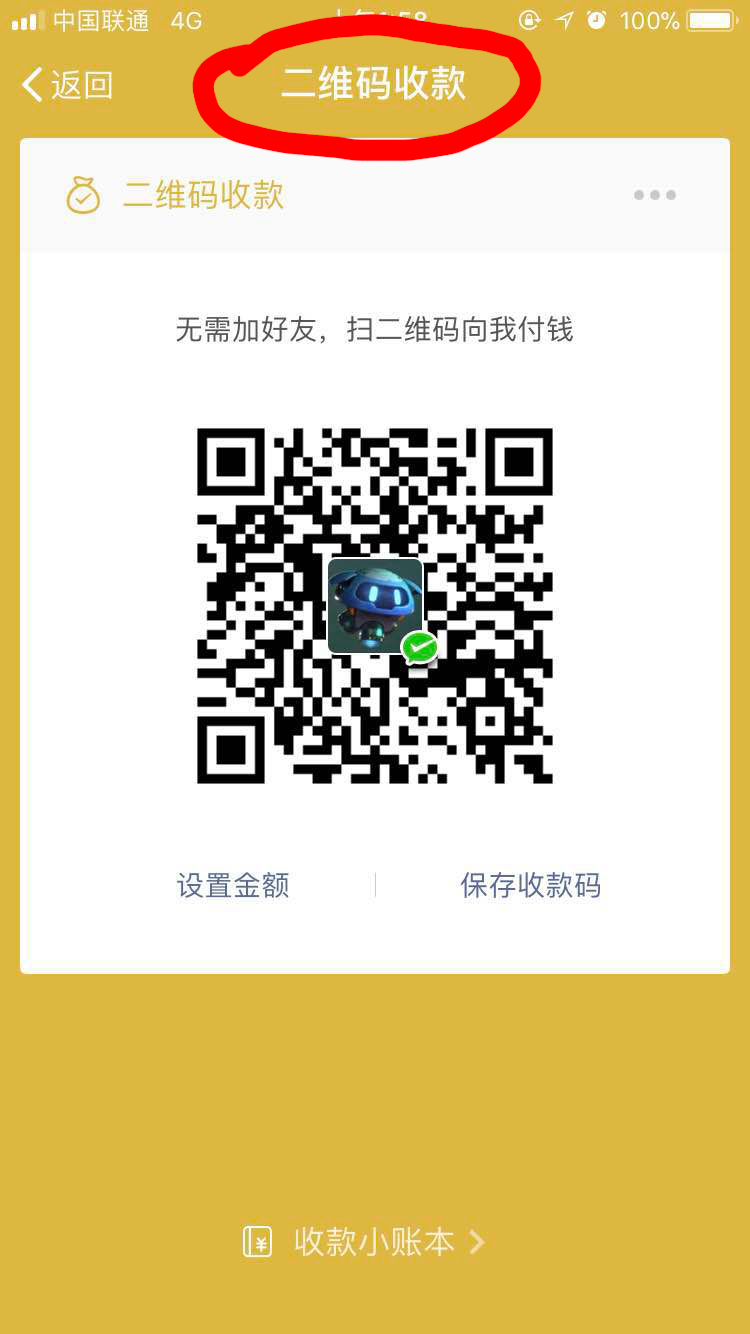 中国联通 4G 100%
返回 二维码收款
二维码收款
无需加好友，扫二维码向我付钱
设置金额 保存收款码
收款小账本